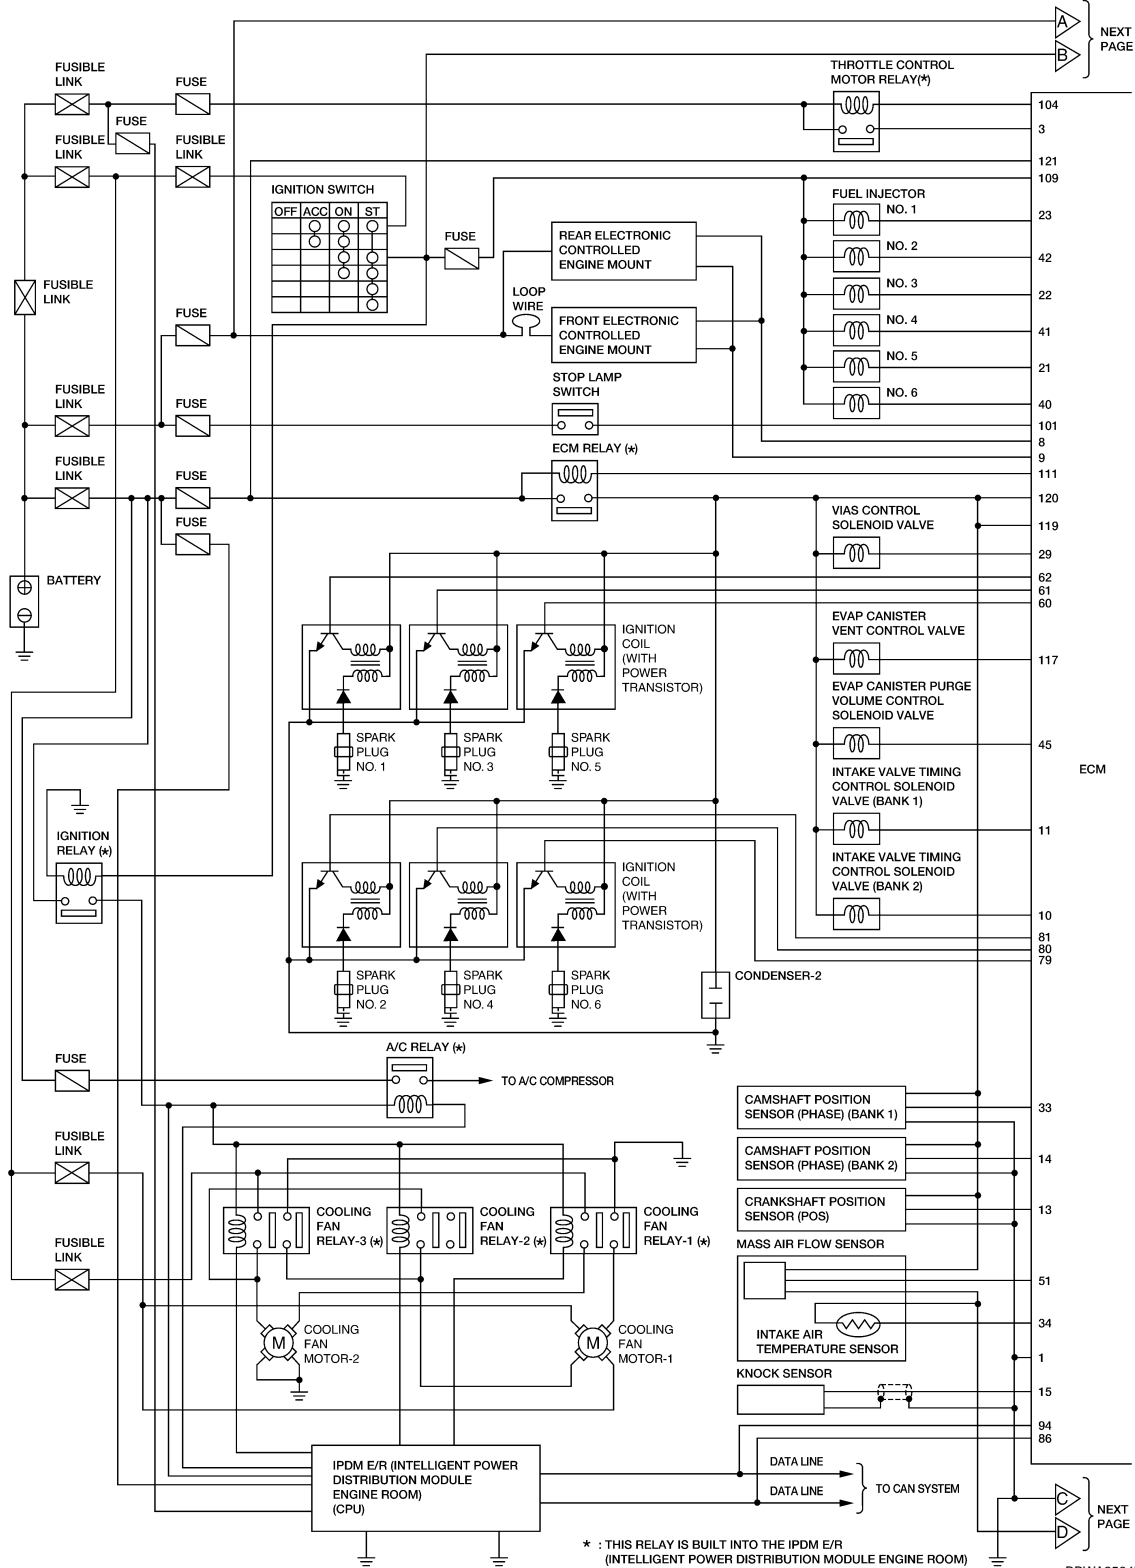 A
B
NEXT
PAGE
FUSIBLE
LINK
FUSE
THROTTLE CONTROL
MOTOR RELAY(*)
104
FUSE
3
FUSIBLE
LINK
FUSIBLE
LINK
121
109
IGNITION SWITCH
OFF ACC ON ST
FUEL INJECTOR
NO. 1
23
FUSE
REAR ELECTRONIC
CONTROLLED
ENGINE MOUNT
NO. 2
42
FUSIBLE
LINK
LOOP
WIRE
NO. 3
22
FUSE
FRONT ELECTRONIC
CONTROLLED
ENGINE MOUNT
NO. 4
41
NO. 5
21
STOP LAMP
SWITCH
NO. 6
40
FUSIBLE
LINK
FUSE
101
8
ECM RELAY (*)
9
FUSIBLE
LINK
FUSE
111
120
FUSE
VIAS CONTROL
SOLENOID VALVE
119
29
BATTERY
62
61
60
IGNITION
COIL
(WITH
POWER
TRANSISTOR)
EVAP CANISTER
VENT CONTROL VALVE
117
EVAP CANISTER PURGE
VOLUME CONTROL
SOLENOID VALVE
45
SPARK
PLUG
NO. 1
SPARK
PLUG
NO. 3
SPARK
PLUG
NO. 5
ECM
INTAKE VALVE TIMING
CONTROL SOLENOID
VALVE (BANK 1)
11
IGNITION
RELAY (*)
IGNITION
COIL
(WITH
POWER
TRANSISTOR)
INTAKE VALVE TIMING
CONTROL SOLENOID
VALVE (BANK 2)
10
81
80
79
SPARK
PLUG
NO. 2
SPARK
PLUG
NO. 4
SPARK
PLUG
NO. 6
CONDENSER-2
FUSE
A/C RELAY (*)
TO A/C COMPRESSOR
CAMSHAFT POSITION
SENSOR (PHASE) (BANK 1)
33
FUSIBLE
LINK
CAMSHAFT POSITION
SENSOR (PHASE) (BANK 2)
14
COOLING
FAN
RELAY-3 (*)
COOLING
FAN
RELAY-2 (*)
COOLING
FAN
RELAY-1 (*)
CRANKSHAFT POSITION
SENSOR (POS)
13
FUSIBLE
LINK
MASS AIR FLOW SENSOR
51
M
COOLING
FAN
MOTOR-2
M
COOLING
FAN
MOTOR-1
INTAKE AIR
TEMPERATURE SENSOR
34
1
KNOCK SENSOR
15
94
86
IPDM E/R (INTELLIGENT POWER
DISTRIBUTION MODULE
ENGINE ROOM)
(CPU)
DATA LINE
DATA LINE
TO CAN SYSTEM
C
D
NEXT
PAGE
* : THIS RELAY IS BUILT INTO THE IPDM E/R
(INTELLIGENT POWER DISTRIBUTION MODULE ENGINE ROOM)